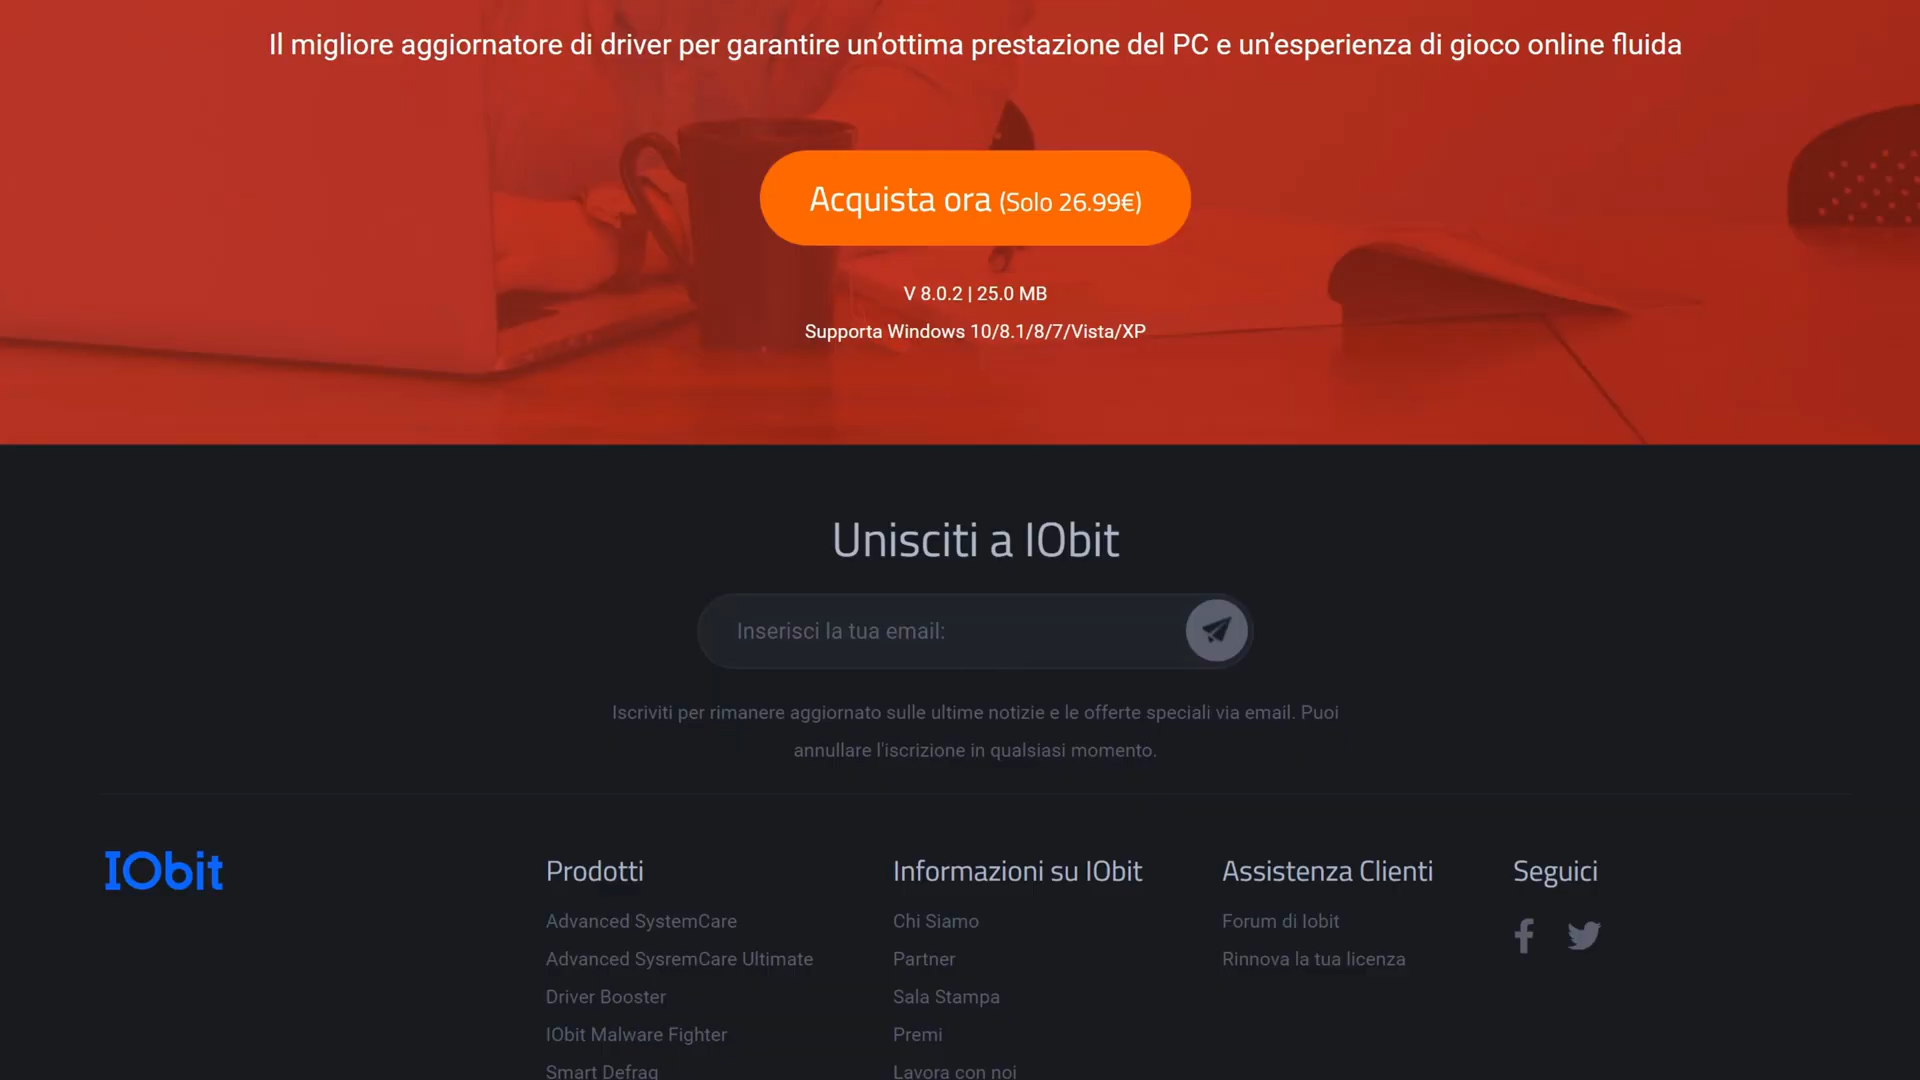 Il migliore aggiornatore di driver per garantire un’ottima prestazione del PC e un’esperienza di gioco online fluida
Acquista ora (Solo 26.99€)
V 8.0.2 | 25.0 MB
Supporta Windows 10/8.1/8/7/Vista/XP
Unisciti a IObit
Inserisci la tua email:
Iscriviti per rimanere aggiornato sulle ultime notizie e le offerte speciali via email. Puoi
annullare l'iscrizione in qualsiasi momento.
IObit
Prodotti
Advanced SystemCare
Advanced SysremCare Ultimate
Driver Booster
IObit Malware Fighter
Smart Defrag
Informazioni su IObit
Chi Siamo
Partner
Sala Stampa
Premi
Lavora con noi
Assistenza Clienti
Forum di Iobit
Rinnova la tua licenza
Seguici